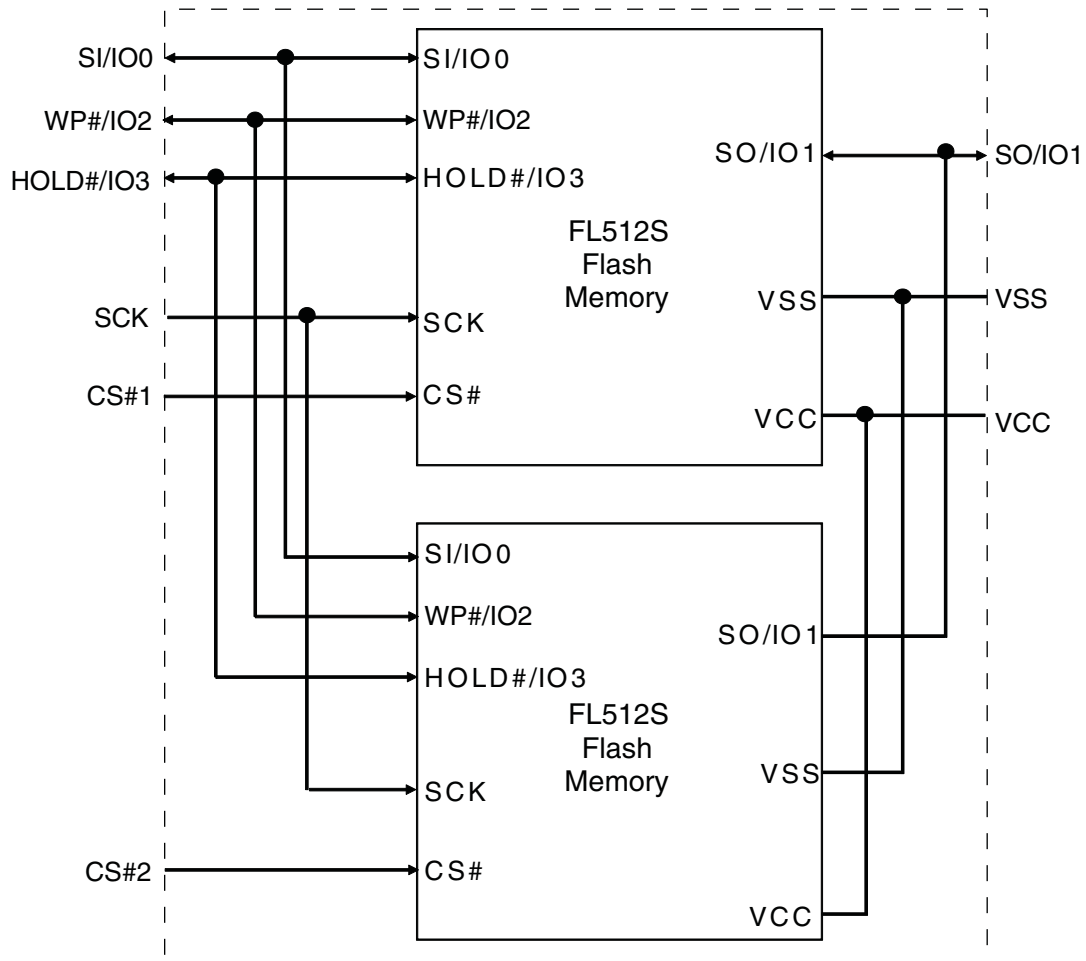 SI/IO0
WP#/IO2
HOLD#/IO3
SCK
CS#1
SI/IO0
WP#/IO2
HOLD#/IO3
SCK
CS#
FL512S
Flash
Memory
SO/IO1
VSS
VCC
SO/IO1
VSS
VCC
CS#2
SI/IO0
WP#/IO2
HOLD#/IO3
SCK
CS#
FL512S
Flash
Memory
SO/IO1
VSS
VCC